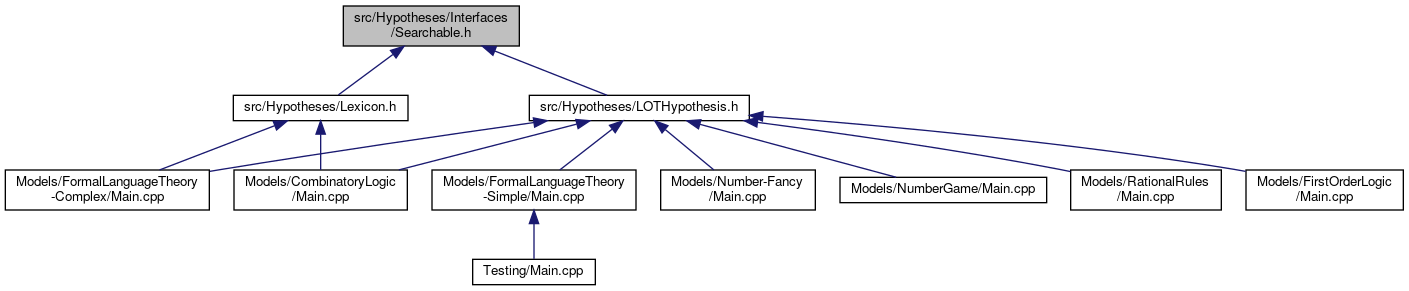 src/Hypotheses/Interfaces
/Searchable.h
src/Hypotheses/Lexicon.h
src/Hypotheses/LOTHypothesis.h
Models/FormalLanguageTheory
-Complex/Main.cpp
Models/CombinatoryLogic
/Main.cpp
Models/FormalLanguageTheory
-Simple/Main.cpp
Models/Number-Fancy
/Main.cpp
Models/NumberGame/Main.cpp
Models/RationalRules
/Main.cpp
Models/FirstOrderLogic
/Main.cpp
Testing/Main.cpp